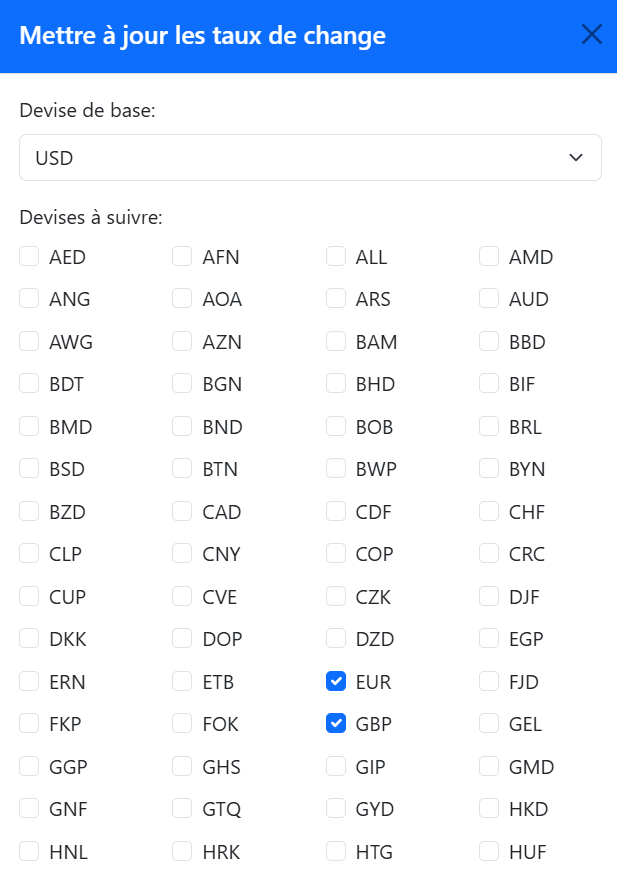 Mettre à jour les taux de change
Devise de base:
USD
Devises à suivre:
AED AFN ALL AMD
ANG AOA ARS AUD
AWG AZN BAM BBD
BDT BGN BHD BIF
BMD BND BOB BRL
BSD BTN BWP BYN
BZD CAD CDF CHF
CLP CNY COP CRC
CUP CVE CZK DJF
DKK DOP DZD EGP
ERN ETB EUR FJD
FKP FOK GBP GEL
GGP GHS GIP GMD
GNF GTQ GYD HKD
HNL HRK HTG HUF